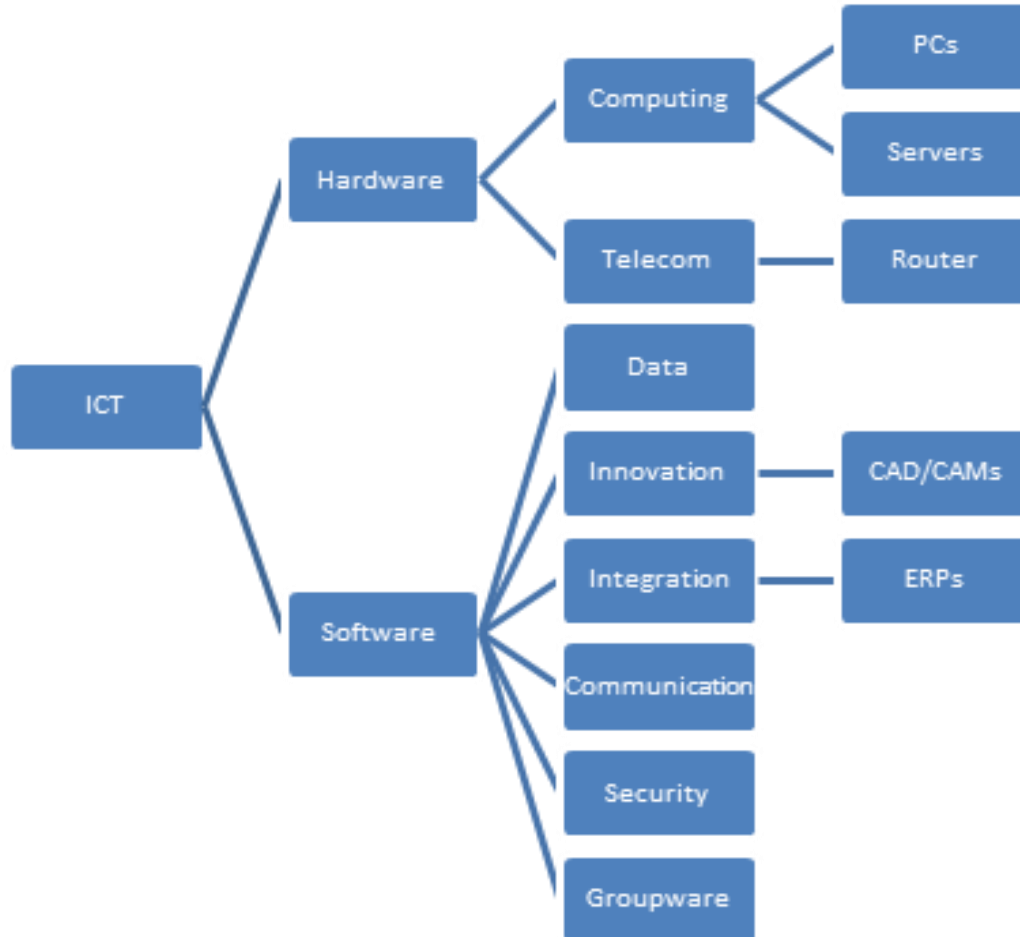 PCs
Computing
Servers
Hardware
Telecom
Router
Data
ICT
Innovation
CAD/CAMs
Integration
ERPs
Software
Communication
Security
Groupware